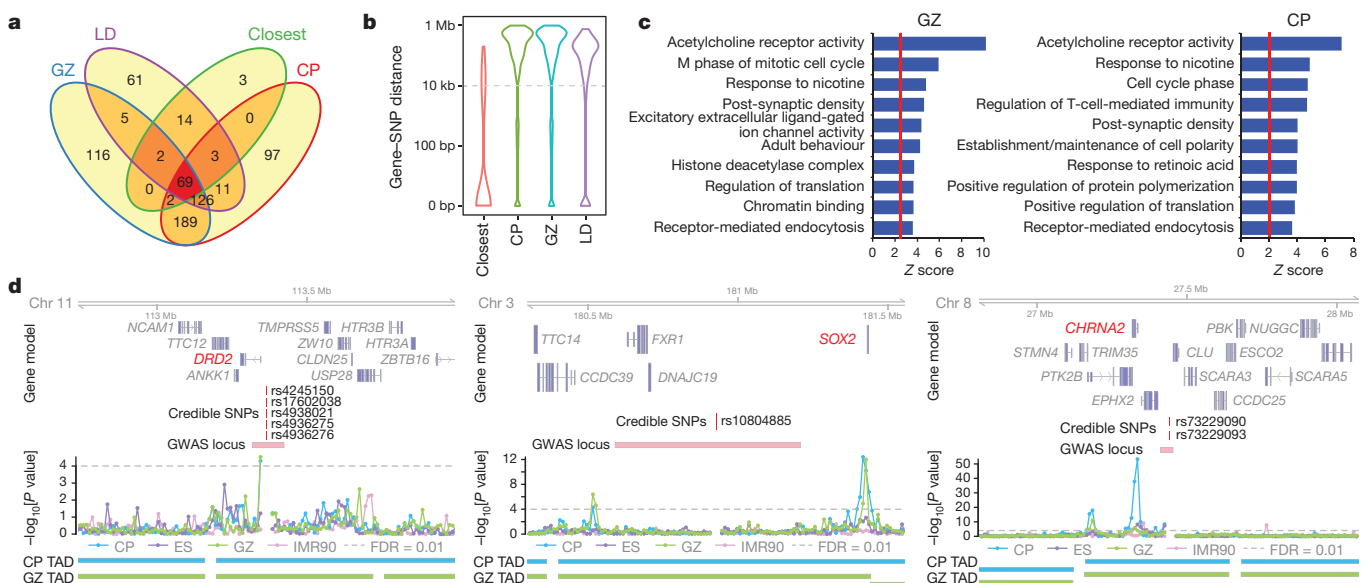 a
LD
Closest
GZ
CP
61
3
5
14
0
116
2
3
97
0
69
11
2
126
189
b
Gene–SNP distance
1 Mb
10 kb
100 bp
0 bp
Closest
CP
GZ
LD
c
GZ
Acetylcholine receptor activity
M phase of mitotic cell cycle
Response to nicotine
Post-synaptic density
Excitatory extracellular ligand-gated
ion channel activity
Adult behaviour
Histone deacetylase complex
Regulation of translation
Chromatin binding
Receptor-mediated endocytosis
0 2 4 6 8 10
Z score
CP
Acetylcholine receptor activity
Response to nicotine
Cell cycle phase
Regulation of T-cell-mediated immunity
Post-synaptic density
Establishment/maintenance of cell polarity
Response to retinoic acid
Positive regulation of protein polymerization
Positive regulation of translation
Receptor-mediated endocytosis
0 2 4 6 8
Z score
d
Chr 11
113 Mb
113.5 Mb
Gene model
NCAM1
TMPRSS5
HTR3B
TTC12
ZW10
HTR3A
DRD2
CLDN25
ZBTB16
ANKK1
USP28
Credible SNPs
rs4245150
rs17602038
rs4938021
rs4936275
rs4936276
GWAS locus
–log10[P value]
4
3
2
1
0
CP ES GZ IMR90 FDR = 0.01
CP TAD
GZ TAD
Chr 3
180.5 Mb
181 Mb
181.5 Mb
Gene model
TTC14
FXR1
SOX2
CCDC39
DNAJC19
Credible SNPs
rs10804885
GWAS locus
–log10[P value]
12
8
4
0
CP ES GZ IMR90 FDR = 0.01
CP TAD
GZ TAD
Chr 8
27 Mb
27.5 Mb
28 Mb
Gene model
CHRNA2
PBK
NUGGC
STMN4
TRIM35
CLU
ESCO2
PTK2B
SCARA3
SCARA5
EPHX2
CCDC25
Credible SNPs
rs73229090
rs73229093
GWAS locus
–log10[P value]
50
40
30
20
10
0
CP ES GZ IMR90 FDR = 0.01
CP TAD
GZ TAD